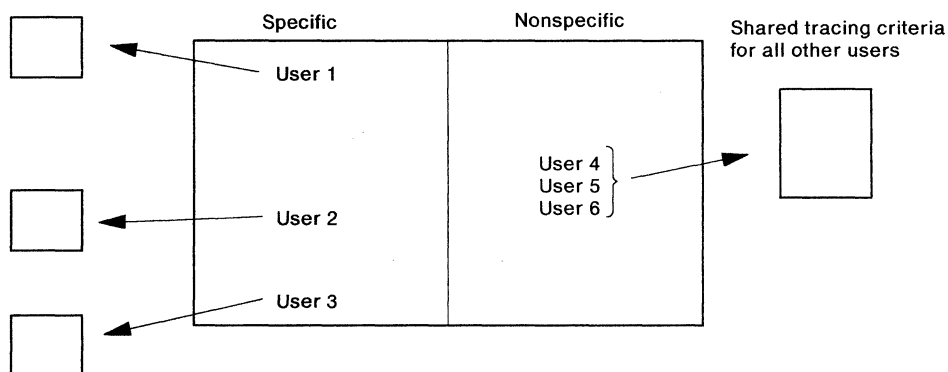 Specific
Nonspecific
Shared tracing criteria
for all other users
User 1
User 4
User 5
User 6
User 2
User 3